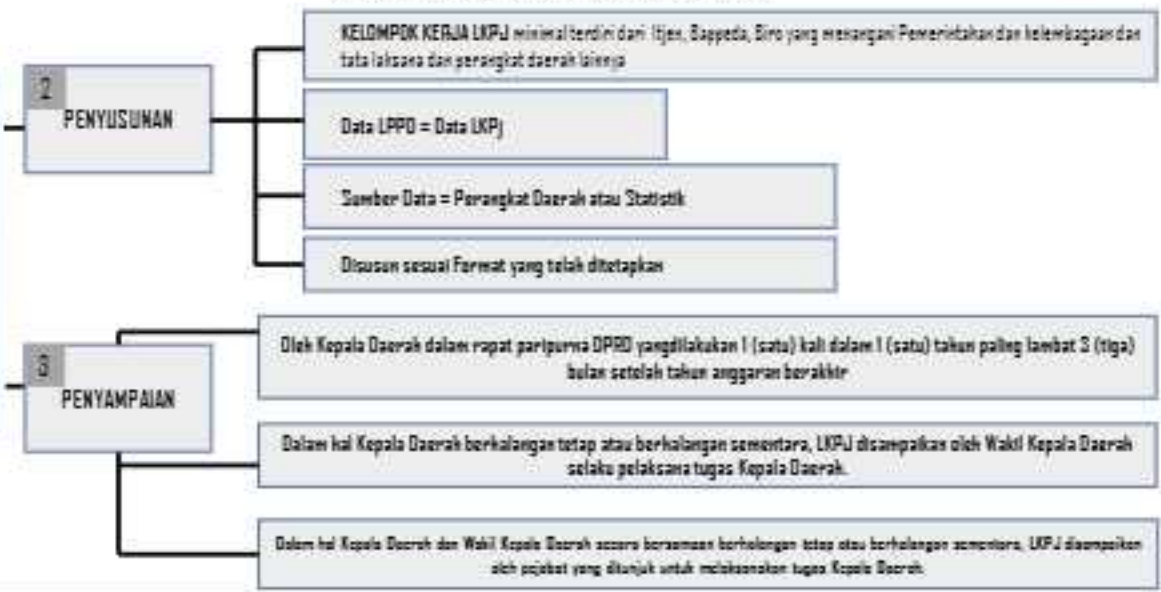 KELOMPOK KERJA LKPJ minimal terdiri dari Itjen, Bappeda, Biro yang menangani Pemerintahan dan kelembagaan dan
tata laksana dan perangkat daerah lainnya
2
PENYUSUNAN
Data LPPD = Data LKPj
Sumber Data = Perangkat Daerah atau Statistik
Disusun sesuai Format yang telah ditetapkan
3
PENYAMPAIAN
Oleh Kepala Daerah dalam rapat paripurna DPRD yangdilakukan 1 (satu) kali dalam 1 (satu) tahun paling lambat 3 (tiga)
bulan setelah tahun anggaran berakhir
Dalam hal Kepala Daerah berhalangan tetap atau berhalangan sementara, LKPJ disampaikan oleh Wakil Kepala Daerah
selaku pelaksana tugas Kepala Daerah.
Dalam hal Kepala Daerah dan Wakil Kepala Daerah secara bersamaan berhalangan tetap atau berhalangan sementara, LKPJ disampaikan
oleh pejabat yang ditunjuk untuk melaksanakan tugas Kepala Daerah.